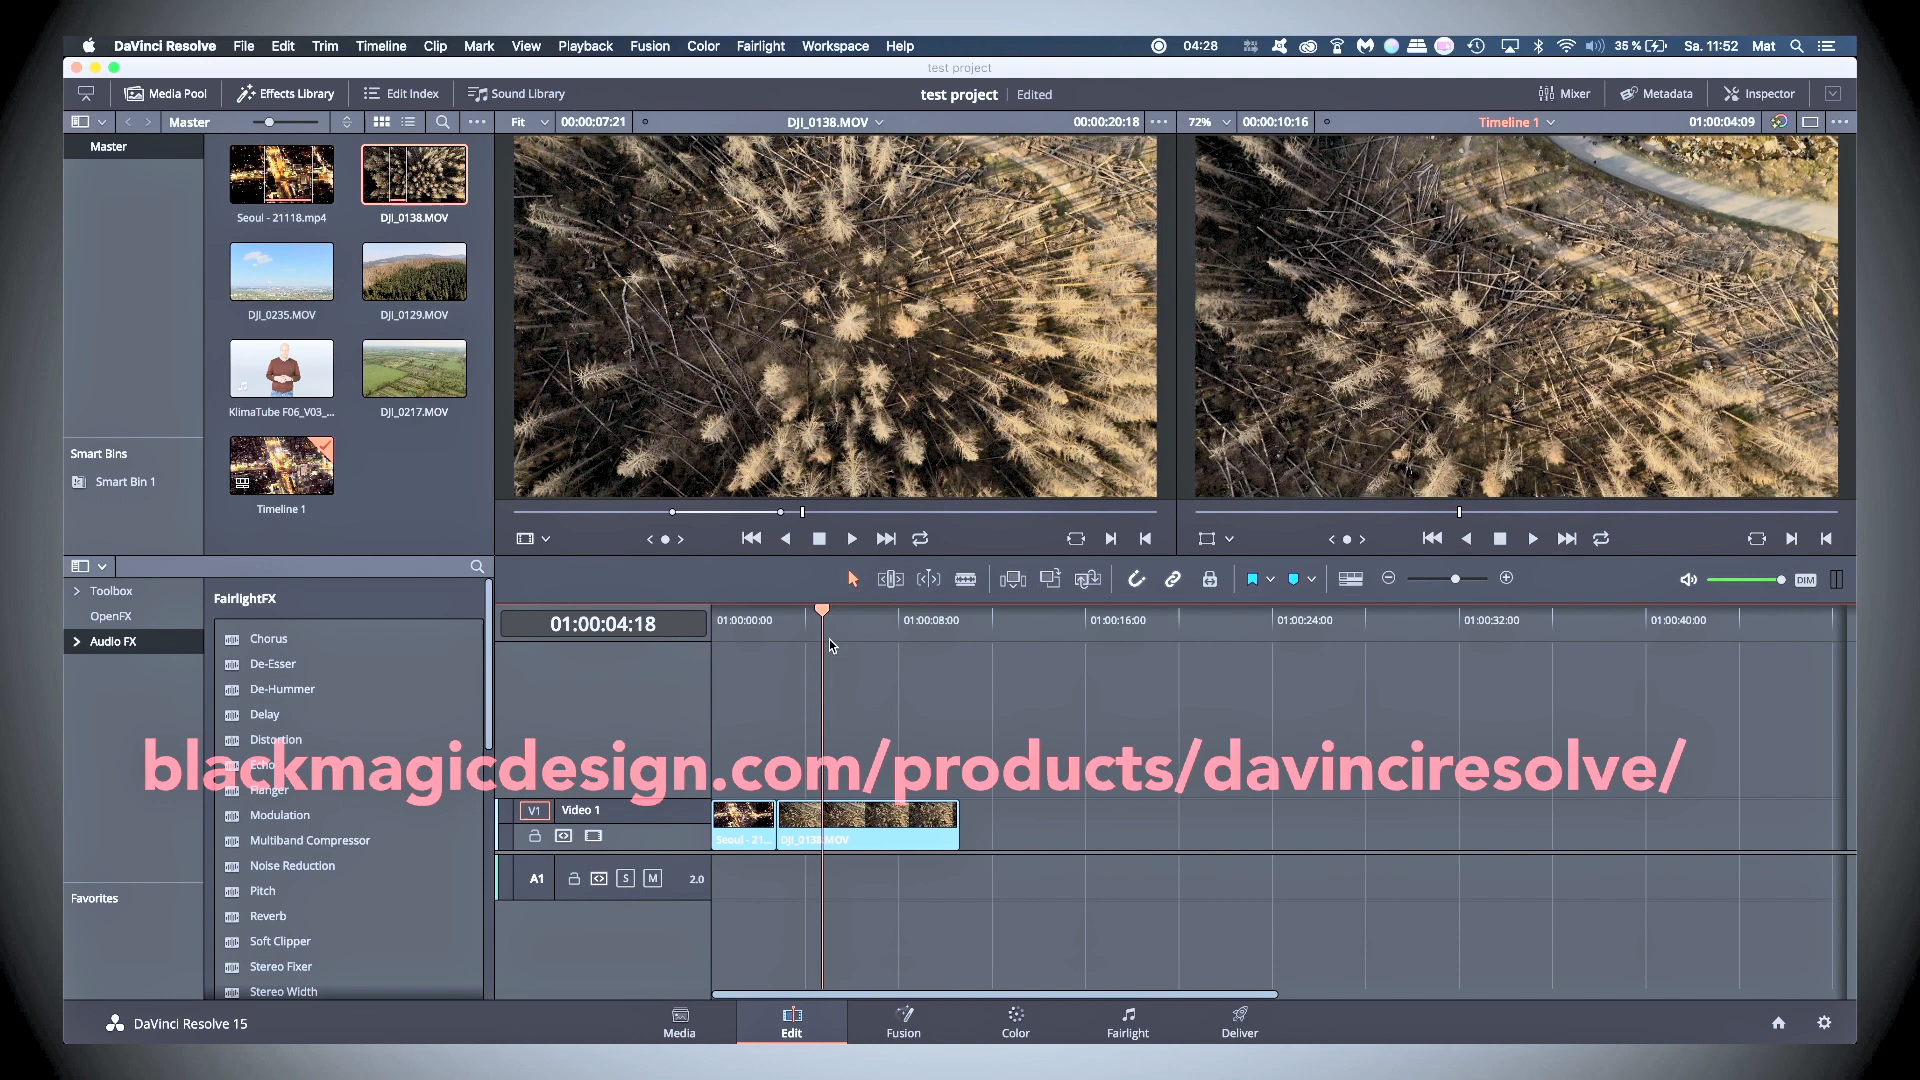 DaVinci Resolve File Edit Trim Timeline Clip Mark View Playback Fusion Color Fairlight Workspace Help 04:28 35 % Sa. 11:52 Mat
test project
Media Pool Effects Library Edit Index Sound Library test project Edited Mixer Metadata Inspector
Master Fit 00:00:07:21 DJI_0138.MOV 00:00:20:18 72% 00:00:10:16 Timeline 1 01:00:04:09
Master
Seoul - 21118.mp4 DJI_0138.MOV
DJI_0235.MOV DJI_0129.MOV
KlimaTube F06_V03_... DJI_0217.MOV
Smart Bins
Smart Bin 1
Timeline 1
Toolbox
OpenFX
Audio FX
Favorites
FairlightFX
Chorus
De-Esser
De-Hummer
Delay
Distortion
Echo
Flanger
Modulation
Multiband Compressor
Noise Reduction
Pitch
Reverb
Soft Clipper
Stereo Fixer
Stereo Width
DIM
01:00:04:18 01:00:00:00 01:00:08:00 01:00:16:00 01:00:24:00 01:00:32:00 01:00:40:00
blackmagicdesign.com/products/davinciresolve/
V1 Video 1
Seoul - 21... DJI_0138.MOV
A1 S M 2.0
DaVinci Resolve 15 Media Edit Fusion Color Fairlight Deliver